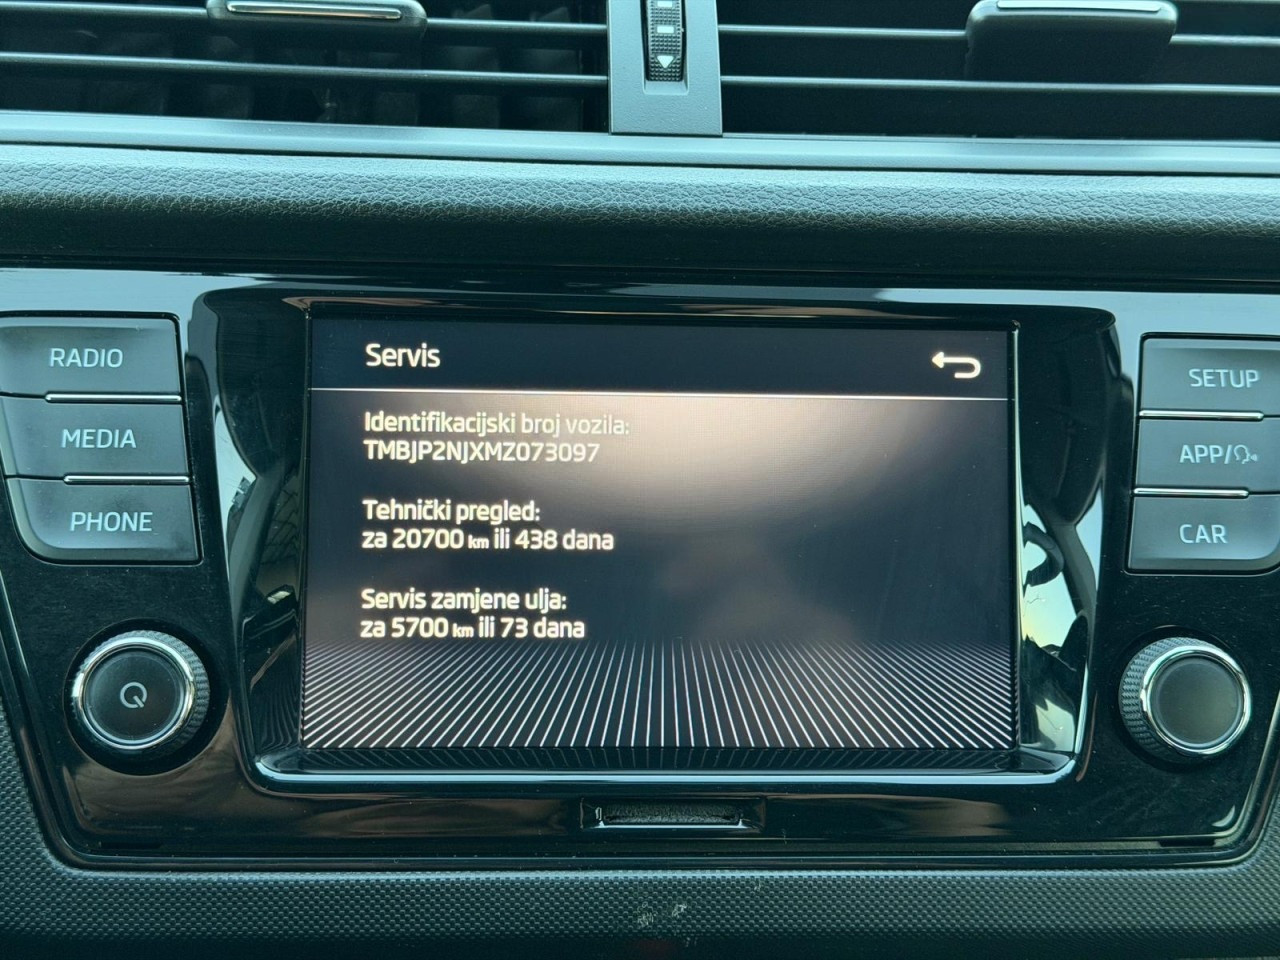 RADIO
MEDIA
PHONE
Servis
Identifikacijski broj vozila:
TMBJP2NJXMZ073097
Tehnički pregled:
za 20700 km ili 438 dana
Servis zamjene ulja:
za 5700 km ili 73 dana
SETUP
APP/
CAR